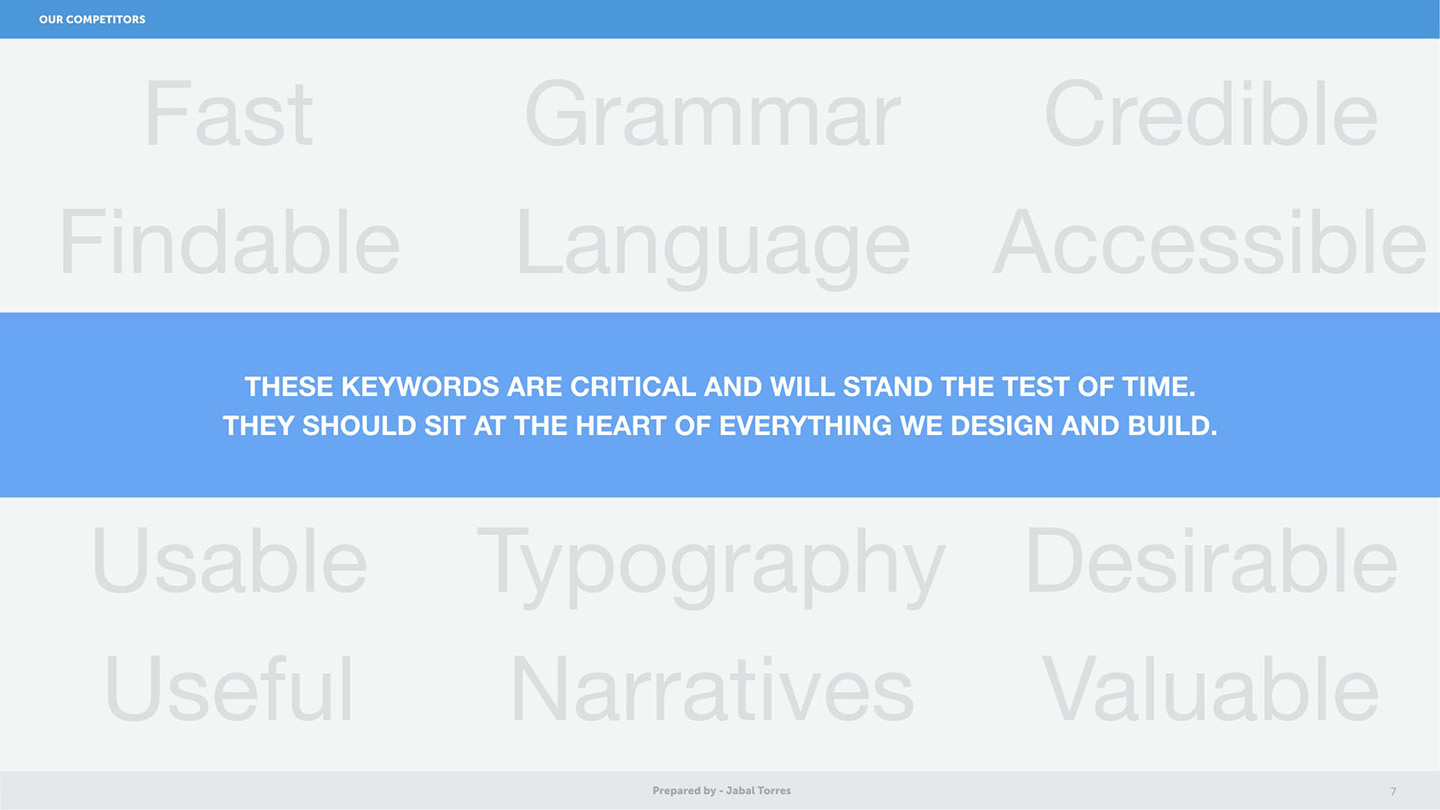 OUR COMPETITORS
Fast Grammar Credible
Findable Language Accessible
THESE KEYWORDS ARE CRITICAL AND WILL STAND THE TEST OF TIME.
THEY SHOULD SIT AT THE HEART OF EVERYTHING WE DESIGN AND BUILD.
Usable Typography Desirable
Useful Narratives Valuable
Prepared by - Jabal Torres 7